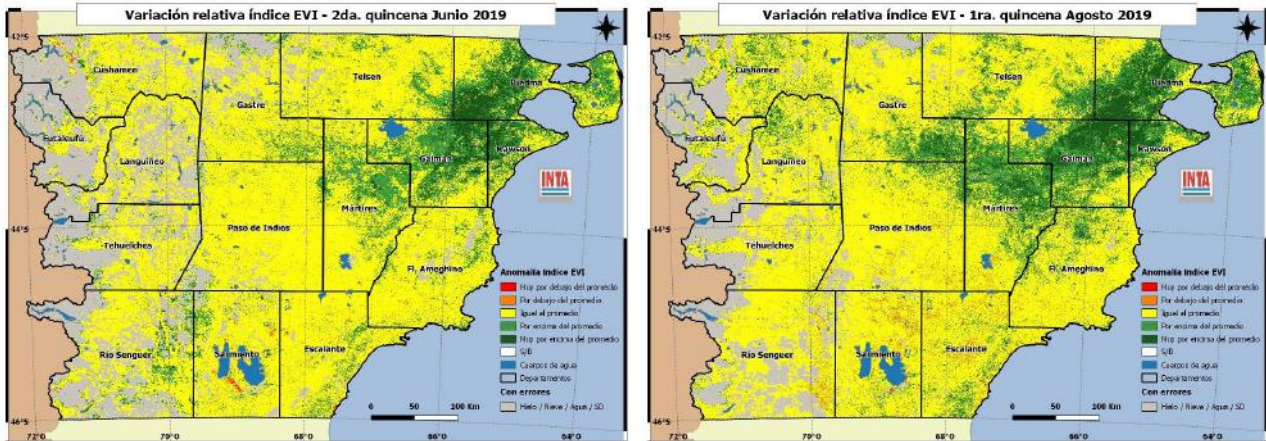 Variación relativa índice EVI - 2da. quincena Junio 2019
42°S
Cushamen
Telsen
Biedma
Gastre
Futaleufú
Languiñeo
Gaiman
Rawson
INTA
Mártires
44°S
Paso de Indios
Tehuelches
Fl. Ameghino
Anomalía índice EVI
Muy por debajo del promedio
Por debajo del promedio
Igual al promedio
Por encima del promedio
Muy por encima del promedio
S/B
Cuerpos de agua
Departamentos
Con errores
Hielo / Nieve / Agua / SD
Río Senguer
Sarmiento
Escalante
0 50 100 Km
46°S
72°O 70°O 68°O 66°O 64°O
Variación relativa índice EVI - 1ra. quincena Agosto 2019
42°S
Cushamen
Telsen
Biedma
Gastre
Futaleufú
Languiñeo
Gaiman
Rawson
INTA
Mártires
44°S
Paso de Indios
Tehuelches
Fl. Ameghino
Anomalía índice EVI
Muy por debajo del promedio
Por debajo del promedio
Igual al promedio
Por encima del promedio
Muy por encima del promedio
S/B
Cuerpos de agua
Departamentos
Con errores
Hielo / Nieve / Agua / SD
Río Senguer
Sarmiento
Escalante
0 50 100 Km
46°S
72°O 70°O 68°O 66°O 64°O